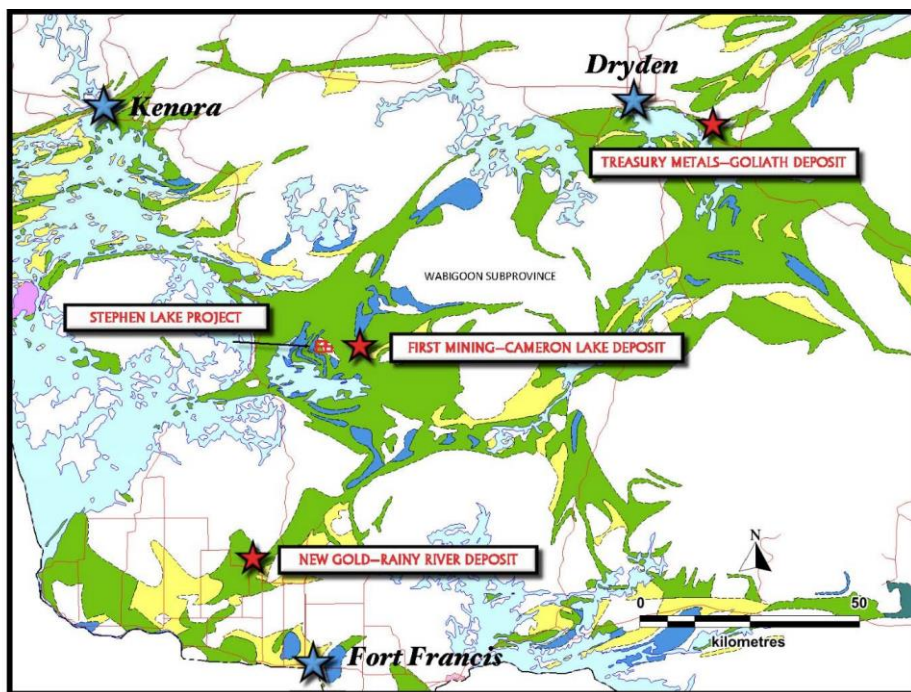 Dryden
Kenora
TREASURY METALS—GOLIATH DEPOSIT
WABIGOON SUBPROVINCE
STEPHEN LAKE PROJECT
FIRST MINING—CAMERON LAKE DEPOSIT
N
NEW GOLD—RAINY RIVER DEPOSIT
0 50
kilometres
Fort Francis